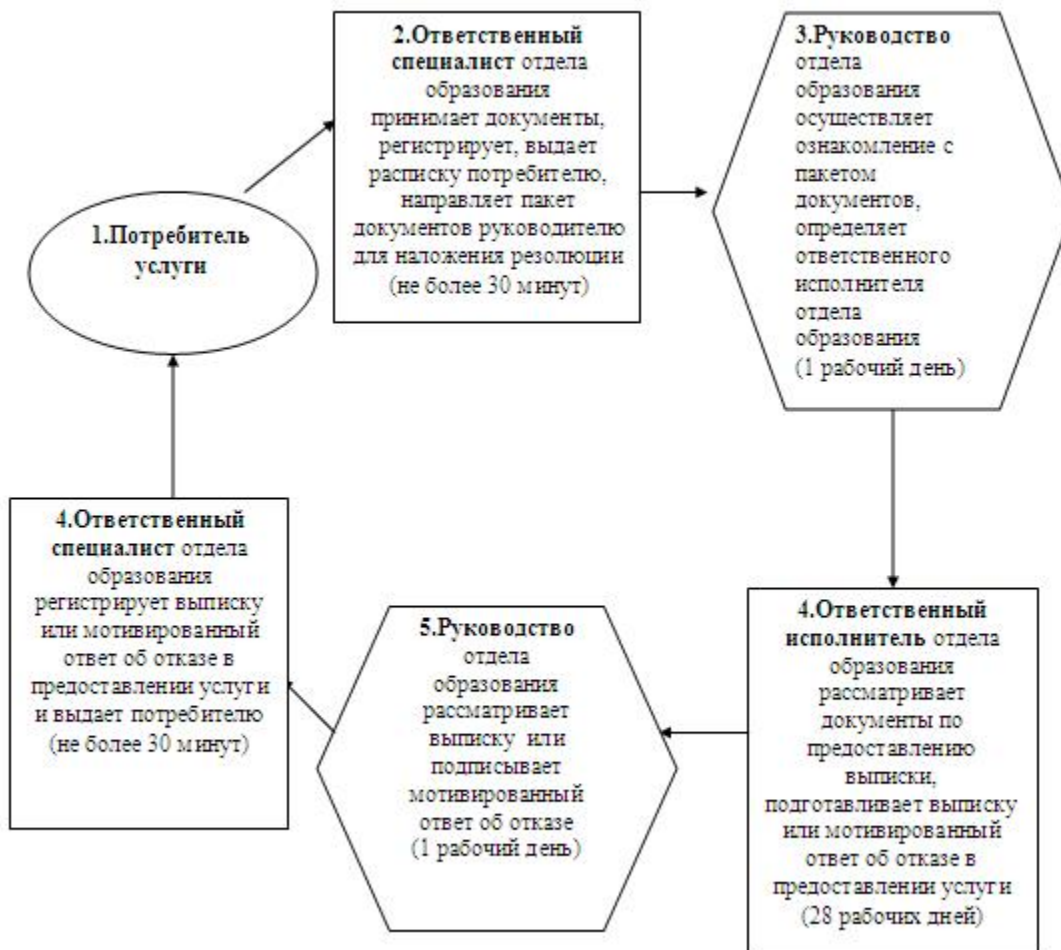 1.Потребитель
услуги
2.Ответственный
специалист отдела
образования
принимает документы,
регистрирует, выдает
расписку потребителю,
направляет пакет
документов руководителю
для наложения резолюции
(не более 30 минут)
3.Руководство
отдела
образования
осуществляет
ознакомление с
пакетом
документов,
определяет
ответственного
исполнителя
отдела
образования
(1 рабочий день)
4.Ответственный
исполнитель отдела
образования
рассматривает
документы по
предоставлению
выписки,
подготавливает выписку
или мотивированный
ответ об отказе в
предоставлении услуги
(28 рабочих дней)
5.Руководство
отдела
образования
рассматривает
выписку или
подписывает
мотивированный
ответ об отказе
(1 рабочий день)
4.Ответственный
специалист отдела
образования
регистрирует выписку
или мотивированный
ответ об отказе в
предоставлении услуги
и выдает потребителю
(не более 30 минут)